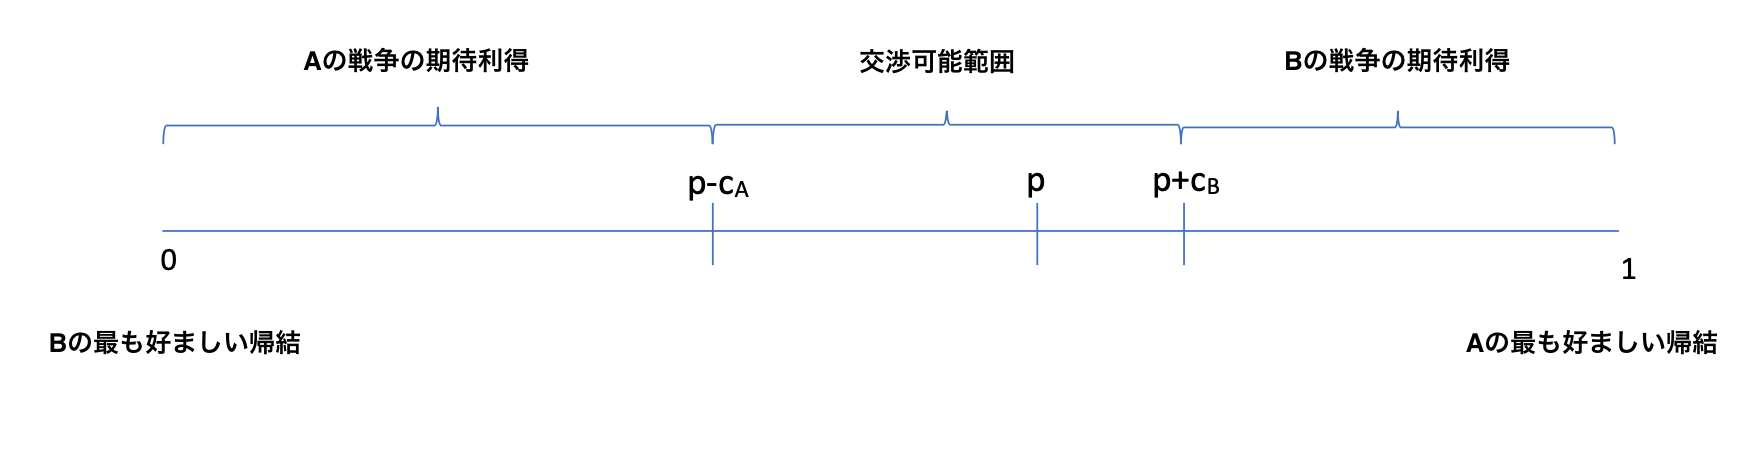 Aの戦争の期待利得
交渉可能範囲
Bの戦争の期待利得
p-cA
p
p+cB
0
1
Bの最も好ましい帰結
Aの最も好ましい帰結